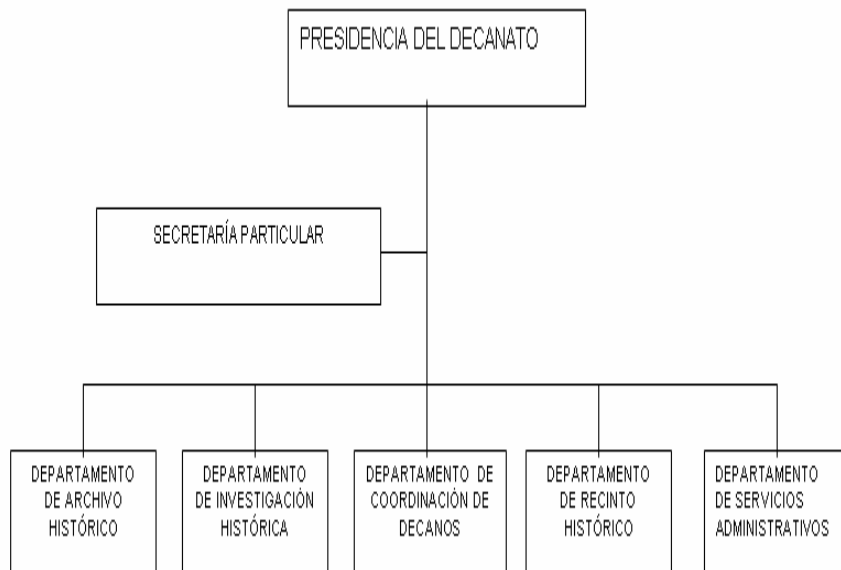 PRESIDENCIA DEL DECANATO
SECRETARÍA PARTICULAR
DEPARTAMENTO
DE ARCHIVO
HISTÓRICO
DEPARTAMENTO
DE INVESTIGACIÓN
HISTÓRICA
DEPARTAMENTO DE
COORDINACIÓN DE
DECANOS
DEPARTAMENTO
DE RECINTO
HISTÓRICO
DEPARTAMENTO
DE SERVICIOS
ADMINISTRATIVOS